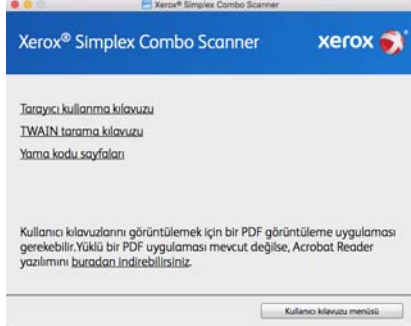 Xerox® Simplex Combo Scanner
Xerox® Simplex Combo Scanner
xerox
Tarayıcı kullanma kılavuzu
TWAIN tarama kılavuzu
Yama kodu sayfaları
Kullanıcı kılavuzlarını görüntülemek için bir PDF görüntüleme uygulaması
gerekebilir.Yüklü bir PDF uygulaması mevcut değilse, Acrobat Reader
yazılımını buradan indirebilirsiniz.
Kullanıcı kılavuzu menüsü